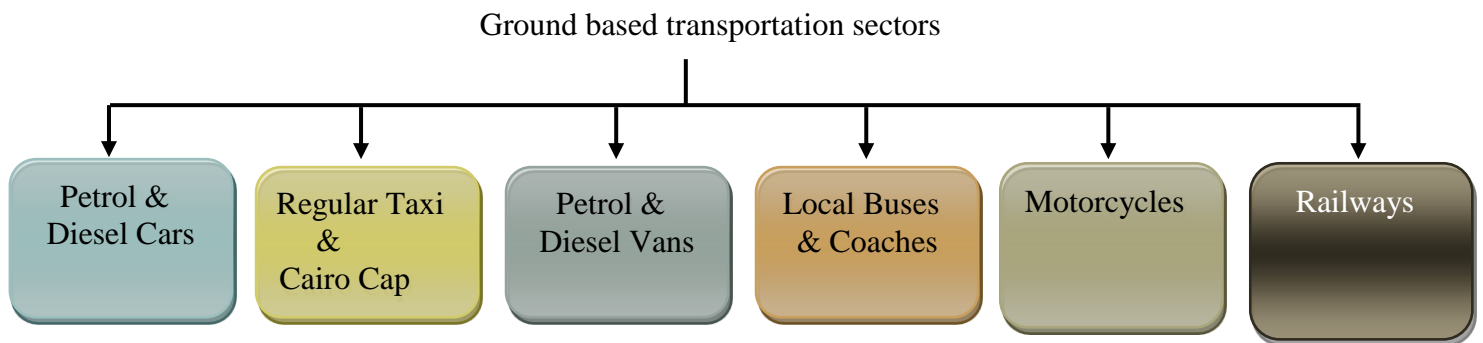 Ground based transportation sectors
Petrol &
Diesel Cars
Regular Taxi
&
Cairo Cap
Petrol &
Diesel Vans
Local Buses
& Coaches
Motorcycles
Railways